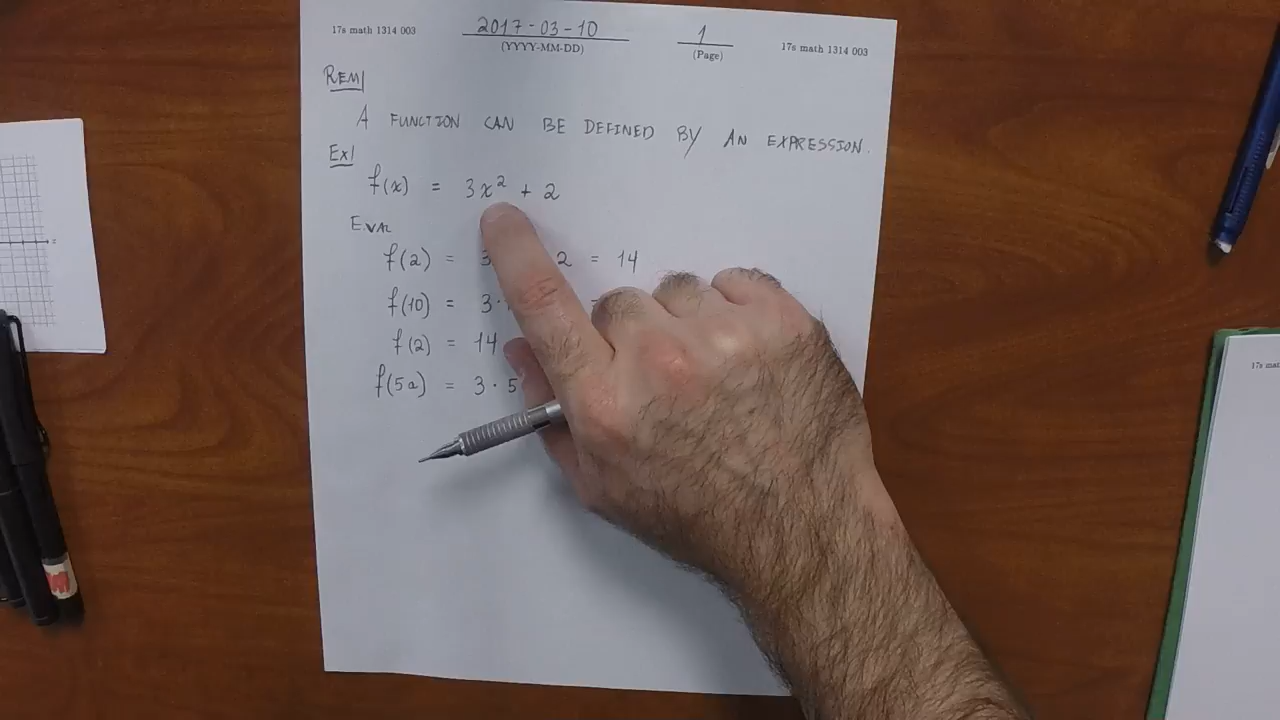 17s math 1314 003 2017-03-10 1 17s math 1314 003
(YYYY-MM-DD) (Page)
REM
A FUNCTION CAN BE DEFINED BY AN EXPRESSION.
EX
f(x) = 3x² + 2
EVAL
f(2) = 3 2 = 14
f(10) = 3· =
f(2) = 14
f(5a) = 3·5